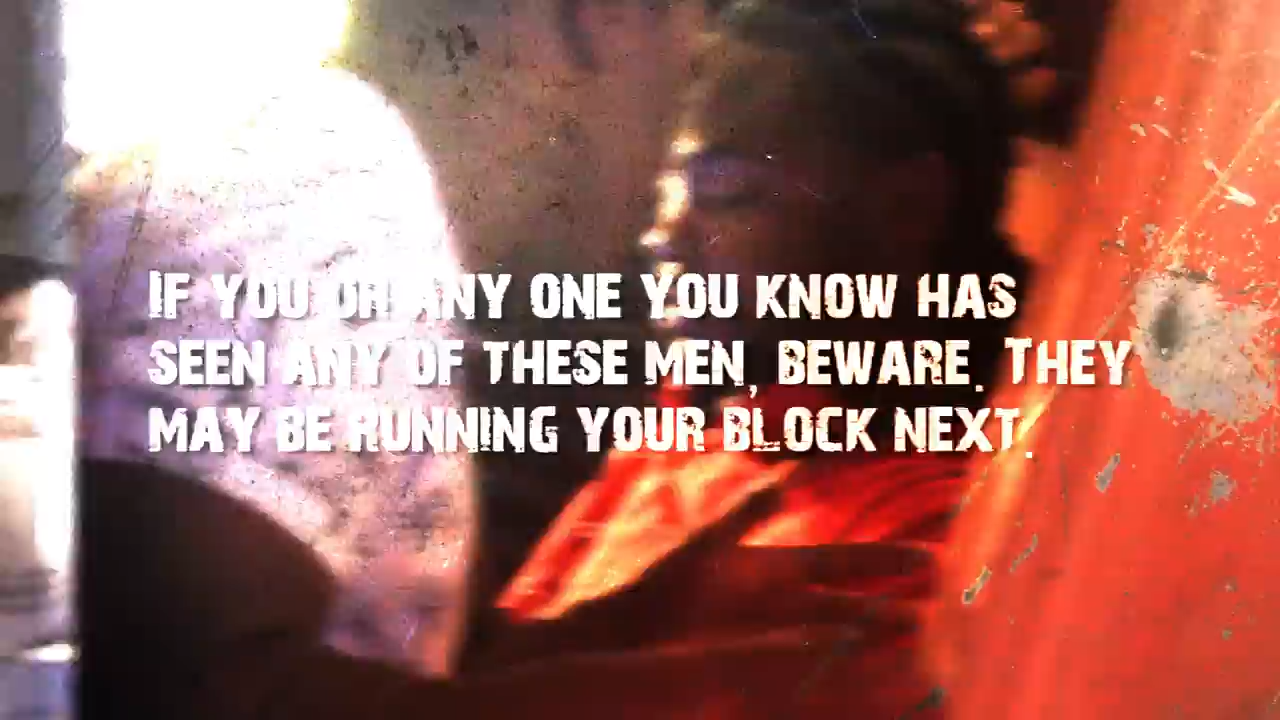 If you or any one you know has
seen any of these men, beware. They
may be running your block next.